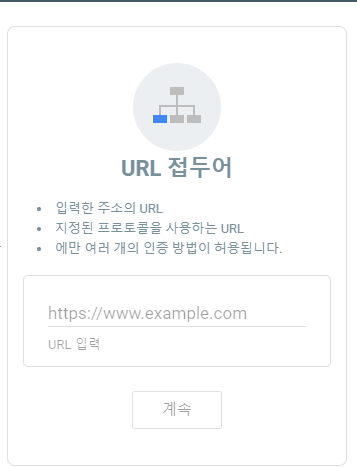 URL 접두어
입력한 주소의 URL
지정된 프로토콜을 사용하는 URL
에만 여러 개의 인증 방법이 허용됩니다.
https://www.example.com
URL 입력
계속